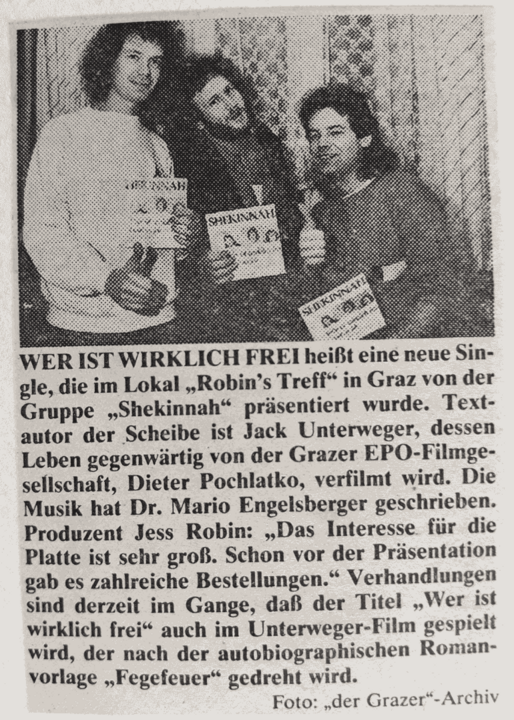 SHEKINNAH
SHEKINNAH
SHEKINNAH
WER IST WIRKLICH FREI heißt eine neue Sin-
gle, die im Lokal „Robin's Treff“ in Graz von der
Gruppe „Shekinnah“ präsentiert wurde. Text-
autor der Scheibe ist Jack Unterweger, dessen
Leben gegenwärtig von der Grazer EPO-Filmge-
sellschaft, Dieter Pochlatko, verfilmt wird. Die
Musik hat Dr. Mario Engelsberger geschrieben.
Produzent Jess Robin: „Das Interesse für die
Platte ist sehr groß. Schon vor der Präsentation
gab es zahlreiche Bestellungen.“ Verhandlungen
sind derzeit im Gange, daß der Titel „Wer ist
wirklich frei“ auch im Unterweger-Film gespielt
wird, der nach der autobiographischen Roman-
vorlage „Fegefeuer“ gedreht wird.
Foto: „der Grazer“-Archiv